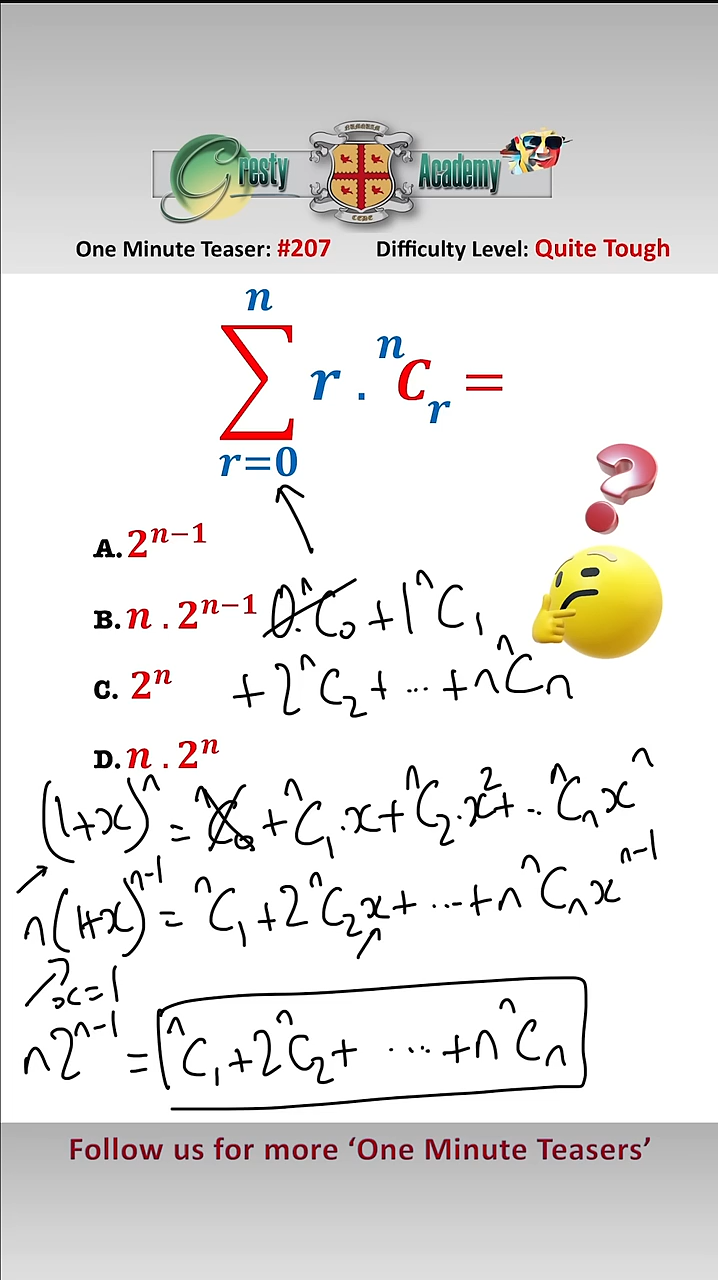 NUMQUAM
Gresty Academy
CEDE
One Minute Teaser: #207 Difficulty Level: Quite Tough
n
∑ r . ⁿCᵣ =
r=0
A. 2ⁿ⁻¹
B. n . 2ⁿ⁻¹ 0.ⁿC₀ + 1ⁿC₁
C. 2ⁿ + 2ⁿC₂ + ... + nⁿCₙ
D. n . 2ⁿ
(1+x)ⁿ = ⁿC₀ + ⁿC₁.x + ⁿC₂.x² + .. ⁿCₙxⁿ
n(1+x)ⁿ⁻¹ = ⁿC₁ + 2ⁿC₂x + ... + nⁿCₙxⁿ⁻¹
x=1
n2ⁿ⁻¹ = ⁿC₁ + 2ⁿC₂ + ... + nⁿCₙ
Follow us for more ‘One Minute Teasers’